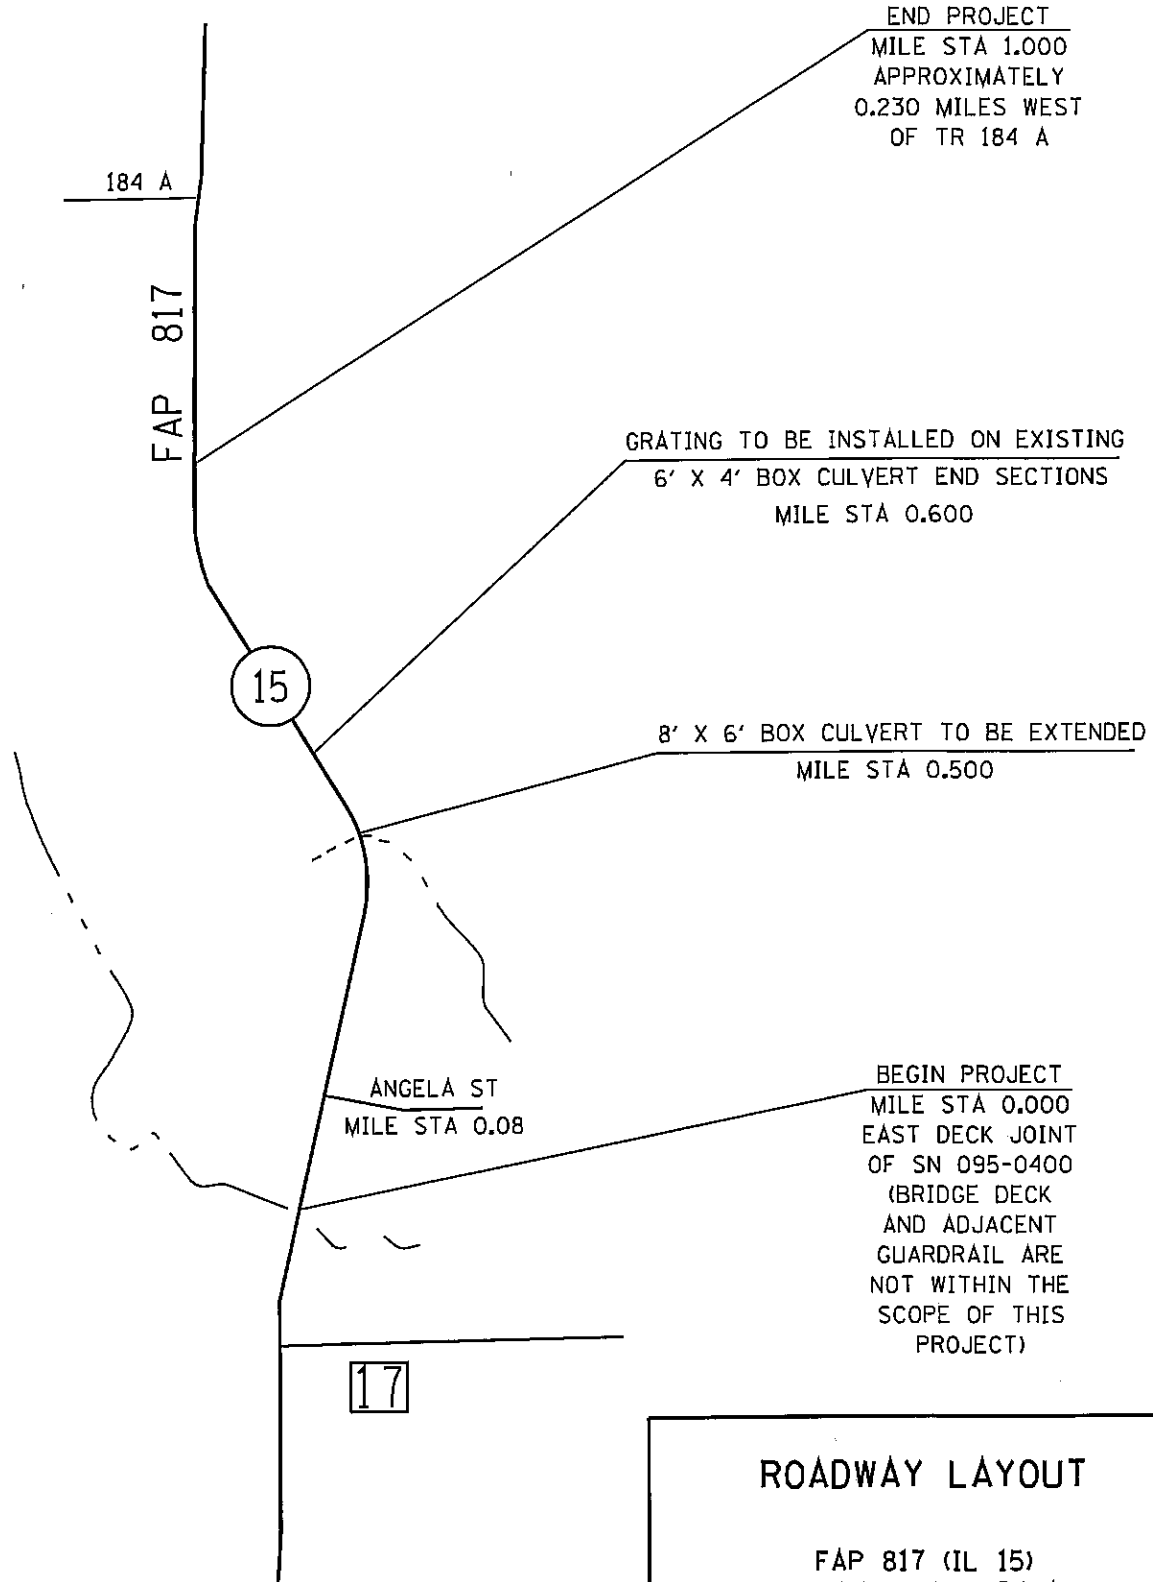 END PROJECT
MILE STA 1.000
APPROXIMATELY
0.230 MILES WEST
OF TR 184 A
184 A
FAP 817
GRATING TO BE INSTALLED ON EXISTING
6' X 4' BOX CULVERT END SECTIONS
MILE STA 0.600
15
8' X 6' BOX CULVERT TO BE EXTENDED
MILE STA 0.500
ANGELA ST
MILE STA 0.08
BEGIN PROJECT
MILE STA 0.000
EAST DECK JOINT
OF SN 095-0400
(BRIDGE DECK
AND ADJACENT
GUARDRAIL ARE
NOT WITHIN THE
SCOPE OF THIS
PROJECT)
17
ROADWAY LAYOUT
FAP 817 (IL 15)